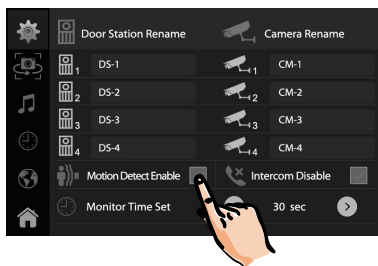 Door Station Rename Camera Rename
1 DS-1 1 CM-1
2 DS-2 2 CM-2
3 DS-3 3 CM-3
4 DS-4 4 CM-4
Motion Detect Enable Intercom Disable
Monitor Time Set 30 sec